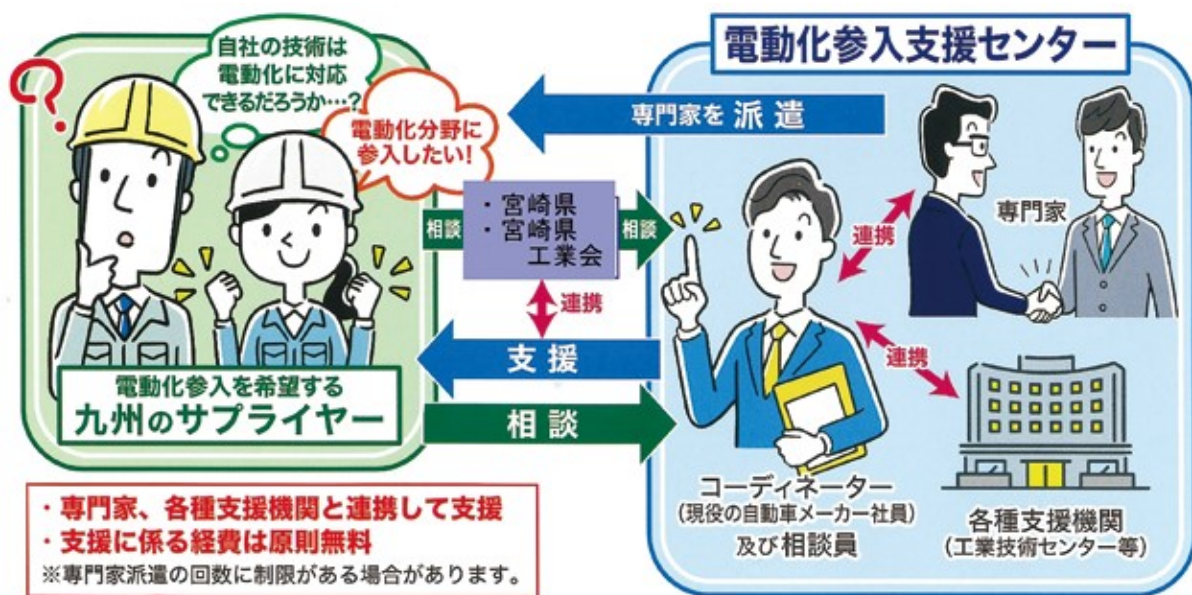 自社の技術は
電動化に対応
できるだろうか…?
電動化分野に
参入したい!
電動化参入を希望する
九州のサプライヤー
相談
・宮崎県
・宮崎県
工業会
相談
連携
専門家を 派遣
支援
相談
電動化参入支援センター
専門家
連携
連携
コーディネーター
(現役の自動車メーカー社員)
及び相談員
各種支援機関
(工業技術センター等)
・専門家、各種支援機関と連携して支援
・支援に係る経費は原則無料
※専門家派遣の回数に制限がある場合があります。